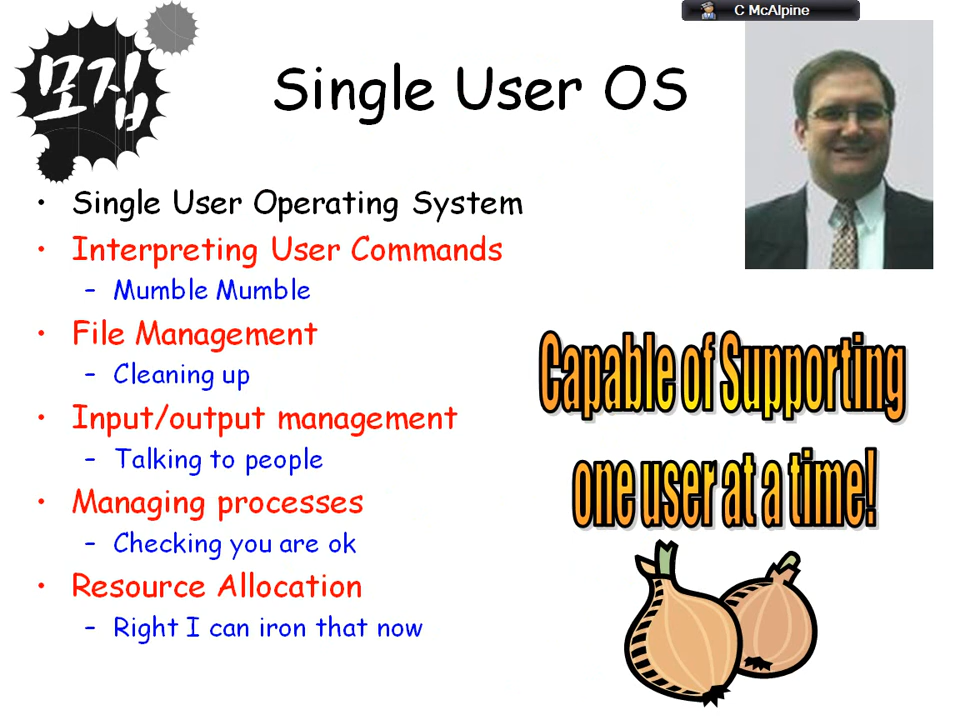 C McAlpine
모집
Single User OS
• Single User Operating System
• Interpreting User Commands
– Mumble Mumble
• File Management
– Cleaning up
• Input/output management
– Talking to people
• Managing processes
– Checking you are ok
• Resource Allocation
– Right I can iron that now
Capable of Supporting
one user at a time!